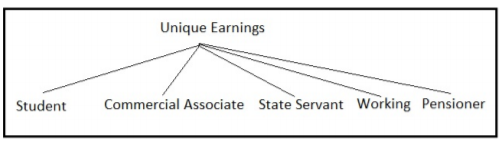 Unique Earnings
Student Commercial Associate State Servant Working Pensioner